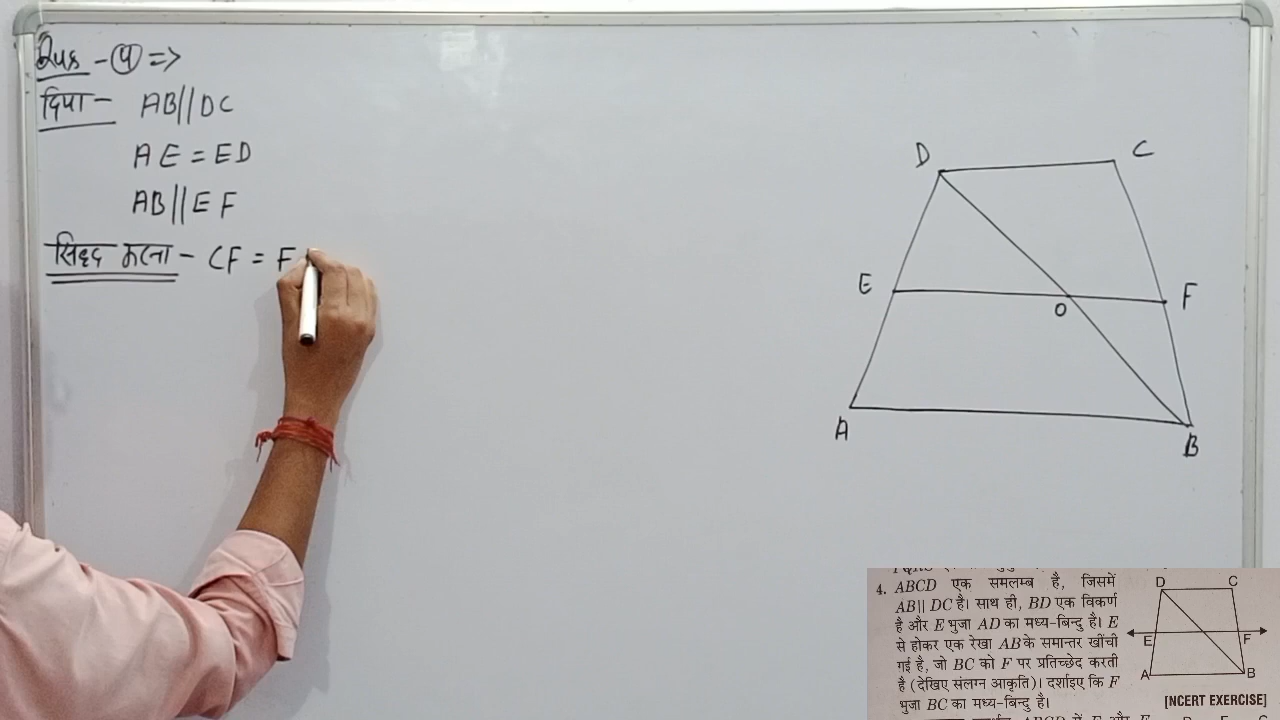 Ques - (4) =>
दिया - AB||DC
AE = ED
AB||EF
सिद्ध करना - CF = F
D
C
E
F
O
A
B
4. ABCD एक समलम्ब है, जिसमें
AB|| DC है। साथ ही, BD एक विकर्ण
है और E भुजा AD का मध्य-बिन्दु है। E
से होकर एक रेखा AB के समान्तर खींची
गई है, जो BC को F पर प्रतिच्छेद करती
है (देखिए संलग्न आकृति)। दर्शाइए कि F
भुजा BC का मध्य-बिन्दु है।
D C
E F
A B
[NCERT EXERCISE]